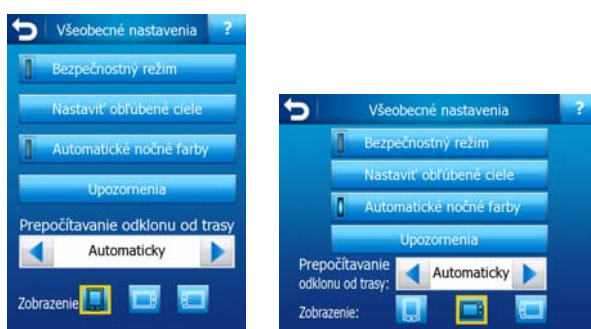 Všeobecné nastavenia ?
Bezpečnostný režim
Nastaviť obľúbené ciele
Automatické nočné farby
Upozornenia
Prepočítavanie odklonu od trasy
Automaticky
Zobrazenie
Všeobecné nastavenia ?
Bezpečnostný režim
Nastaviť obľúbené ciele
Automatické nočné farby
Upozornenia
Prepočítavanie
odklonu od trasy:
Automaticky
Zobrazenie: